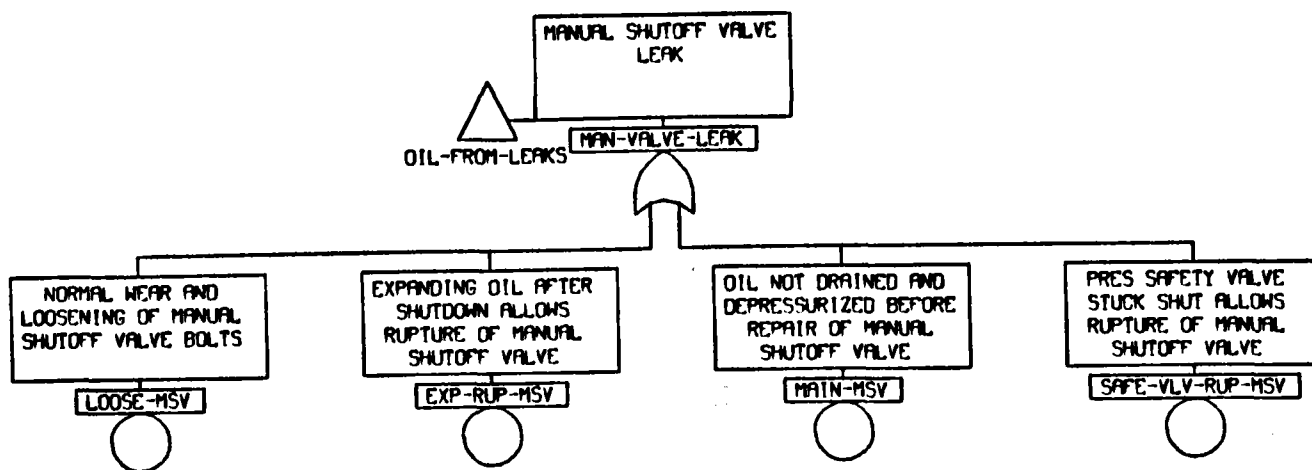 MANUAL SHUTOFF VALVE
LEAK
MAN-VALVE-LEAK
OIL-FROM-LEAKS
NORMAL WEAR AND
LOOSENING OF MANUAL
SHUTOFF VALVE BOLTS
LOOSE-MSV
EXPANDING OIL AFTER
SHUTDOWN ALLOWS
RUPTURE OF MANUAL
SHUTOFF VALVE
EXP-RUP-MSV
OIL NOT DRAINED AND
DEPRESSURIZED BEFORE
REPAIR OF MANUAL
SHUTOFF VALVE
MAIN-MSV
PRES SAFETY VALVE
STUCK SHUT ALLOWS
RUPTURE OF MANUAL
SHUTOFF VALVE
SAFE-VLV-RUP-MSV